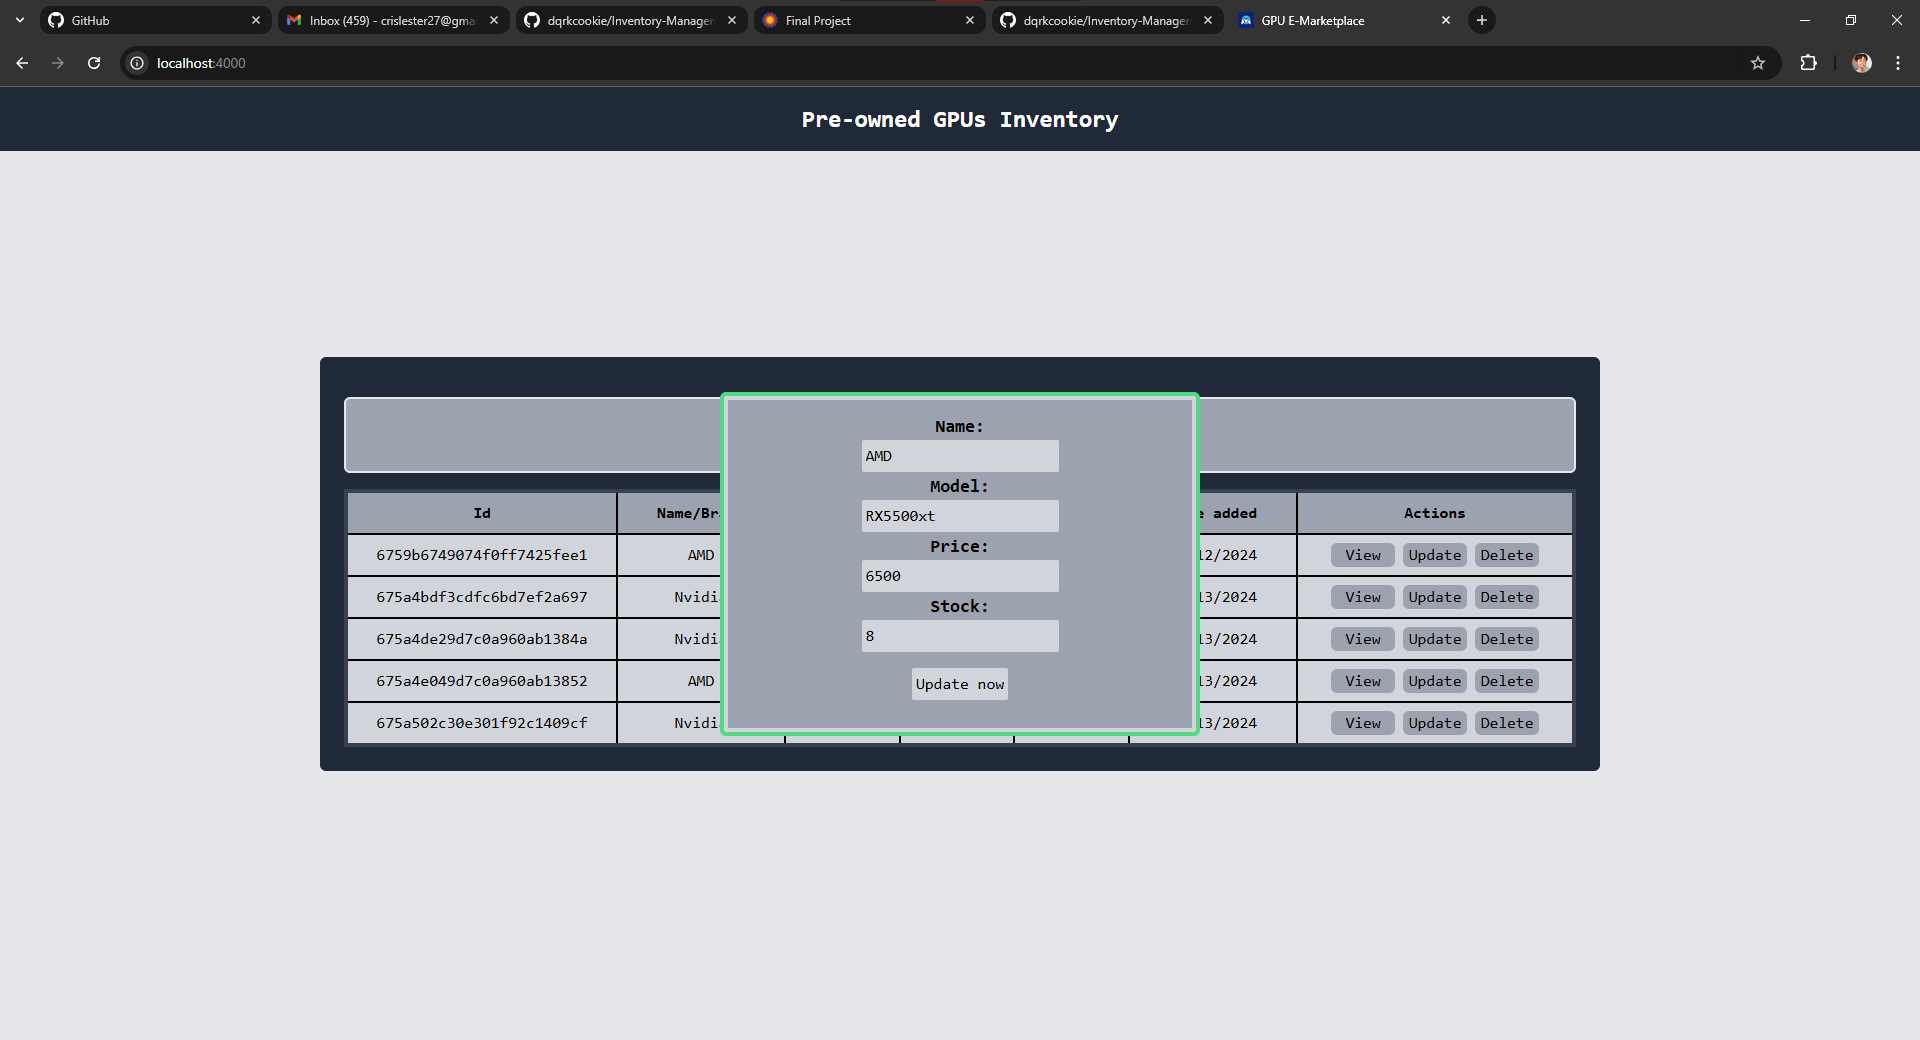 GitHub
Inbox (459) - crislester27@gma
dqrkcookie/Inventory-Manager
Final Project
dqrkcookie/Inventory-Manager
GPU E-Marketplace
localhost:4000
Pre-owned GPUs Inventory
Name:
AMD
Model:
RX5500xt
Price:
6500
Stock:
8
Update now
Id Name/Br e added Actions
6759b6749074f0ff7425fee1 AMD 12/2024 View Update Delete
675a4bdf3cdfc6bd7ef2a697 Nvidi 13/2024 View Update Delete
675a4de29d7c0a960ab1384a Nvidi 13/2024 View Update Delete
675a4e049d7c0a960ab13852 AMD 13/2024 View Update Delete
675a502c30e301f92c1409cf Nvidi 13/2024 View Update Delete